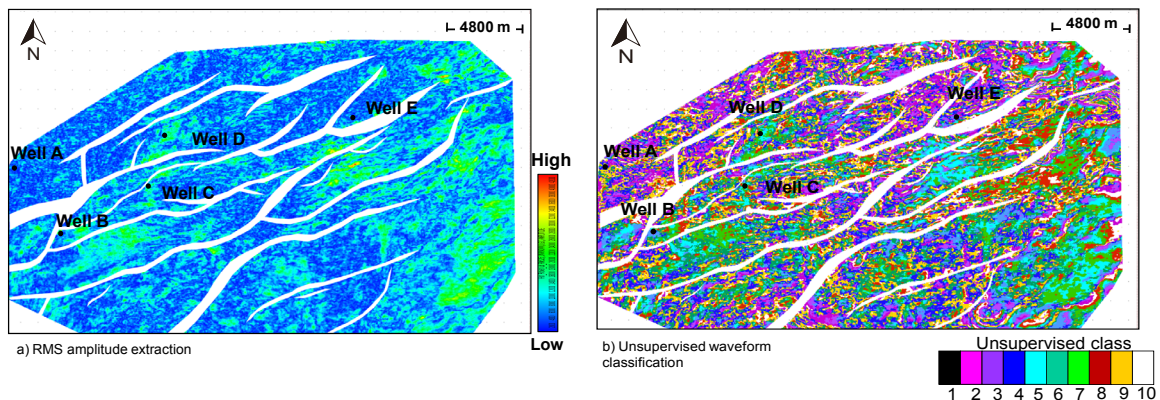 4800 m
N
Well E
Well D
Well A
Well C
Well B
High
Low
a) RMS amplitude extraction
4800 m
N
Well E
Well D
Well A
Well C
Well B
b) Unsupervised waveform
classification
Unsupervised class
1 2 3 4 5 6 7 8 9 10